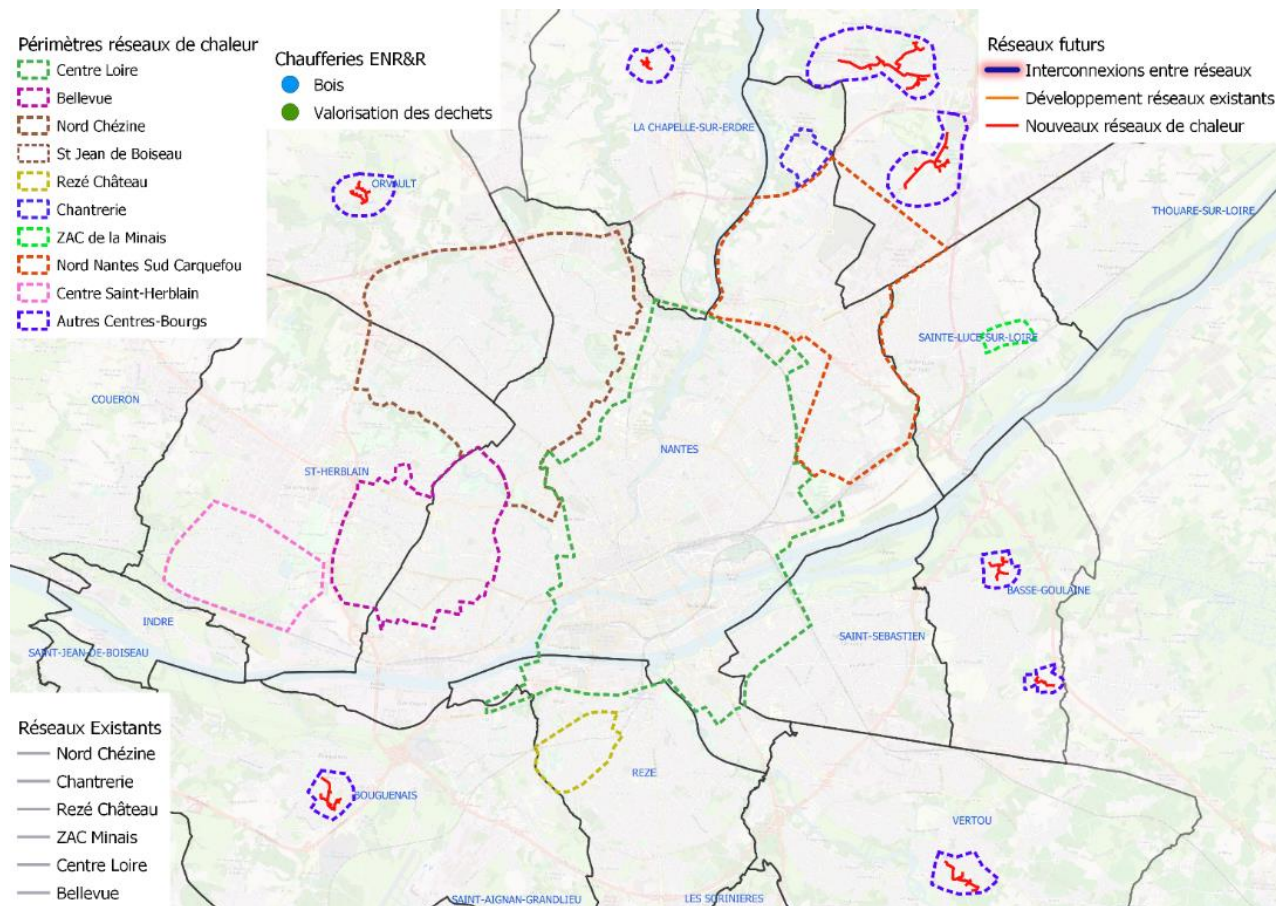 Périmètres réseaux de chaleur
Centre Loire
Bellevue
Nord Chézine
St Jean de Boiseau
Rezé Château
Chantrerie
ZAC de la Minais
Nord Nantes Sud Carquefou
Centre Saint-Herblain
Autres Centres-Bourgs
Chaufferies ENR&R
Bois
Valorisation des dechets
Réseaux futurs
Interconnexions entre réseaux
Développement réseaux existants
Nouveaux réseaux de chaleur
LA CHAPELLE-SUR-ERDRE
ORVAULT
THOUARE-SUR-LOIRE
SAINTE-LUCE-SUR-LOIRE
COUERON
NANTES
ST-HERBLAIN
BASSE-GOULAINE
INDRE
SAINT-SEBASTIEN
SAINT-JEAN-DE-BOISEAU
REZE
BOUGUENAIS
VERTOU
SAINT-AIGNAN-GRANDLIEU
LES SORINIERES
Réseaux Existants
Nord Chézine
Chantrerie
Rezé Château
ZAC Minais
Centre Loire
Bellevue